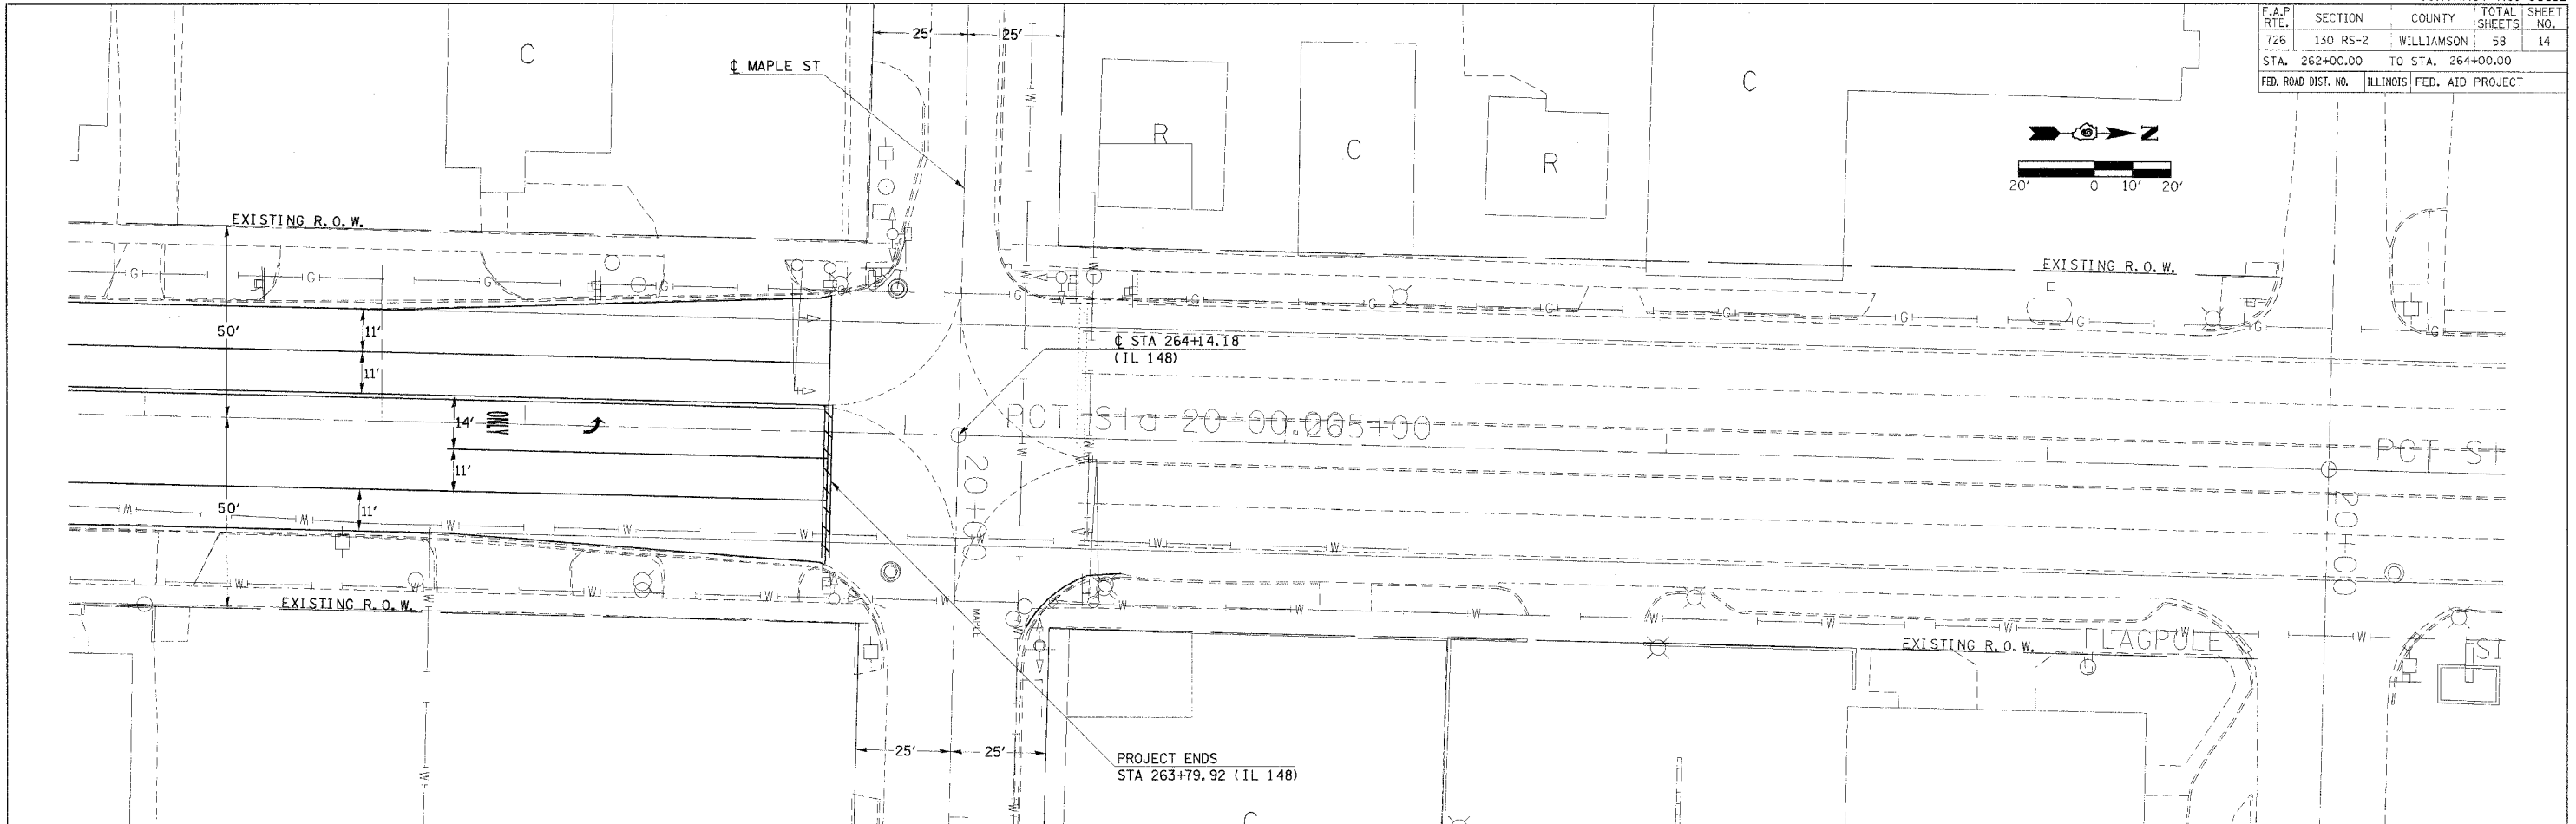 F.A.P. RTE. SECTION COUNTY TOTAL SHEETS SHEET NO.
726 130 RS-2 WILLIAMSON 58 14
STA. 262+00.00 TO STA. 264+00.00
FED. ROAD DIST. NO. ILLINOIS FED. AID PROJECT
25' 25'
℄ MAPLE ST
C
C
R
C
R
N
20' 0 10' 20'
EXISTING R.O.W.
EXISTING R.O.W.
G G G G G G G G G G G G G
50'
11'
11'
℄ STA 264+14.18
(IL 148)
14'
ONLY
POT Sta 20+00.0
265+00
POT St
11'
20+00
20+00
50'
11'
W W W W W W W W
W W W W W W W W W W W
EXISTING R.O.W.
MAPLE
EXISTING R.O.W.
FLAGPOLE
SI
25' 25'
PROJECT ENDS
STA 263+79.92 (IL 148)
C